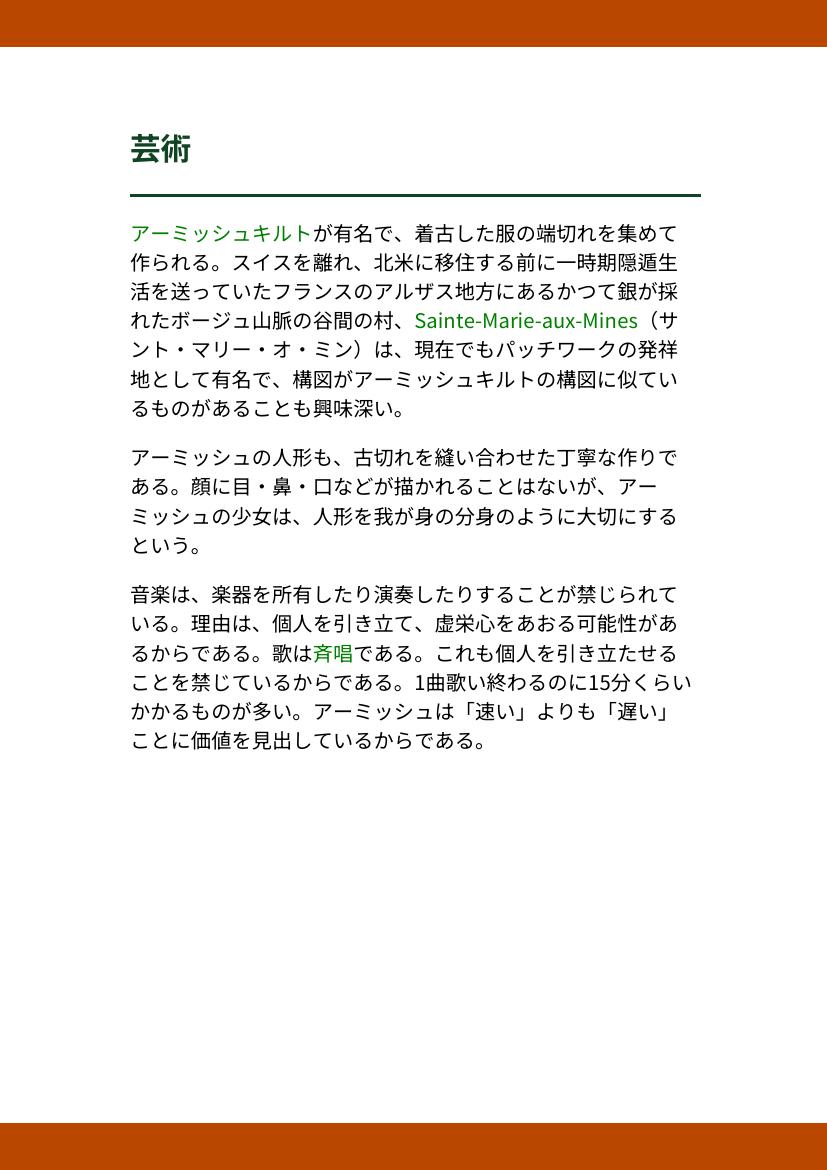 芸術
アーミッシュキルトが有名で、着古した服の端切れを集めて
作られる。スイスを離れ、北米に移住する前に一時期隠遁生
活を送っていたフランスのアルザス地方にあるかつて銀が採
れたボージュ山脈の谷間の村、Sainte-Marie-aux-Mines（サ
ント・マリー・オ・ミン）は、現在でもパッチワークの発祥
地として有名で、構図がアーミッシュキルトの構図に似てい
るものがあることも興味深い。
アーミッシュの人形も、古切れを縫い合わせた丁寧な作りで
ある。顔に目・鼻・口などが描かれることはないが、アー
ミッシュの少女は、人形を我が身の分身のように大切にする
という。
音楽は、楽器を所有したり演奏したりすることが禁じられて
いる。理由は、個人を引き立て、虚栄心をあおる可能性があ
るからである。歌は斉唱である。これも個人を引き立たせる
ことを禁じているからである。1曲歌い終わるのに15分くらい
かかるものが多い。アーミッシュは「速い」よりも「遅い」
ことに価値を見出しているからである。